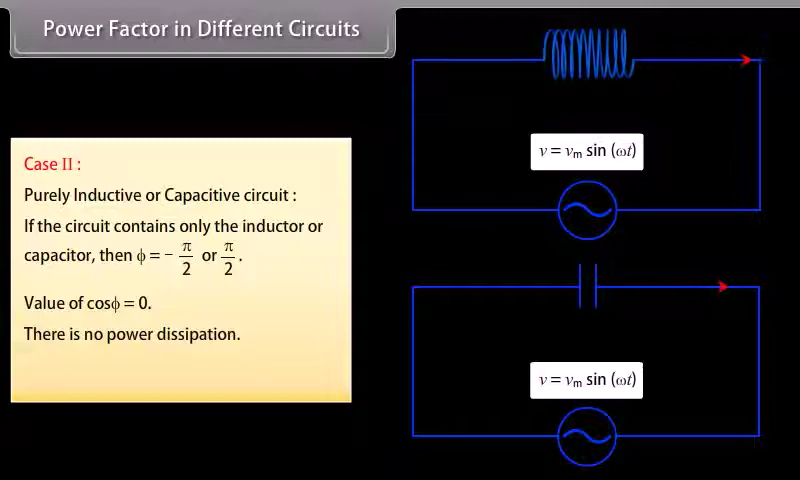 Power Factor in Different Circuits
Case II :
Purely Inductive or Capacitive circuit :
If the circuit contains only the inductor or
capacitor, then ϕ = − π/2 or π/2 .
Value of cosϕ = 0.
There is no power dissipation.
v = vₘ sin (ωt)
v = vₘ sin (ωt)